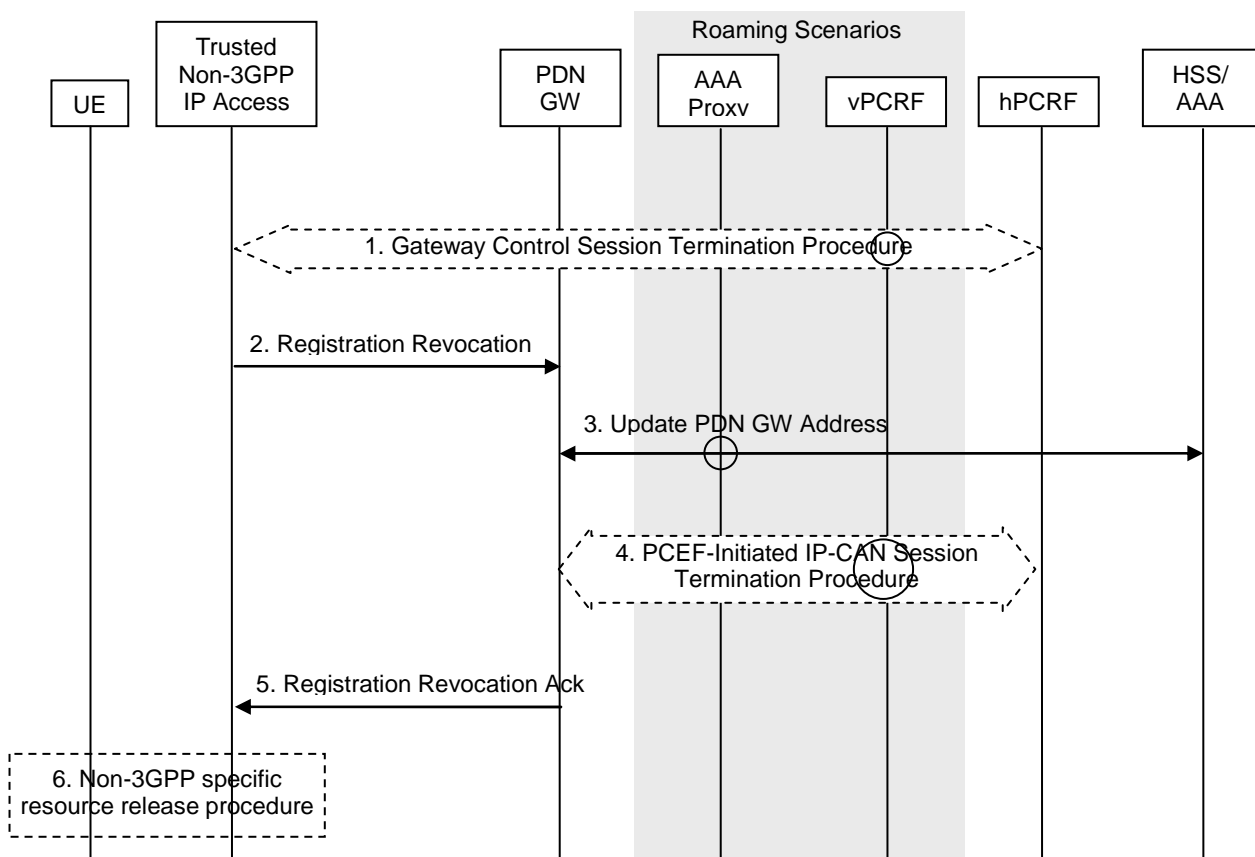 Roaming Scenarios
Trusted
Non-3GPP
IP Access
UE
PDN
GW
AAA
Proxv
vPCRF
hPCRF
HSS/
AAA
1. Gateway Control Session Termination Procedure
2. Registration Revocation
3. Update PDN GW Address
4. PCEF-Initiated IP-CAN Session
Termination Procedure
5. Registration Revocation Ack
6. Non-3GPP specific
resource release procedure